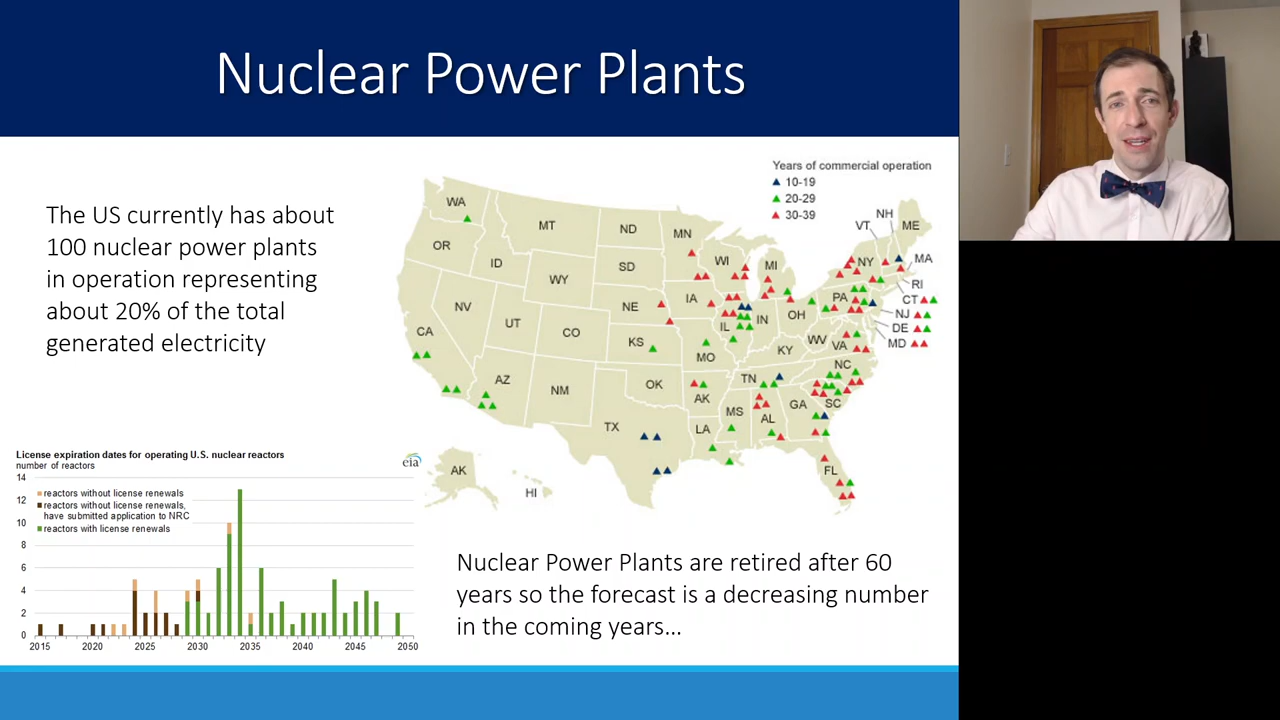 Nuclear Power Plants
The US currently has about
100 nuclear power plants
in operation representing
about 20% of the total
generated electricity
Years of commercial operation
10-19
20-29
30-39
WA
OR
CA
NV
ID
MT
WY
UT
AZ
CO
NM
ND
SD
NE
KS
OK
TX
MN
IA
MO
AK
LA
WI
IL
MI
IN
OH
KY
TN
MS
AL
GA
FL
SC
NC
VA
WV
PA
NY
VT
NH
ME
MA
RI
CT
NJ
DE
MD
AK
HI
License expiration dates for operating U.S. nuclear reactors
number of reactors
eia
14
12
10
8
6
4
2
0
reactors without license renewals
reactors without license renewals,
have submitted application to NRC
reactors with license renewals
2015 2020 2025 2030 2035 2040 2045 2050
Nuclear Power Plants are retired after 60
years so the forecast is a decreasing number
in the coming years...